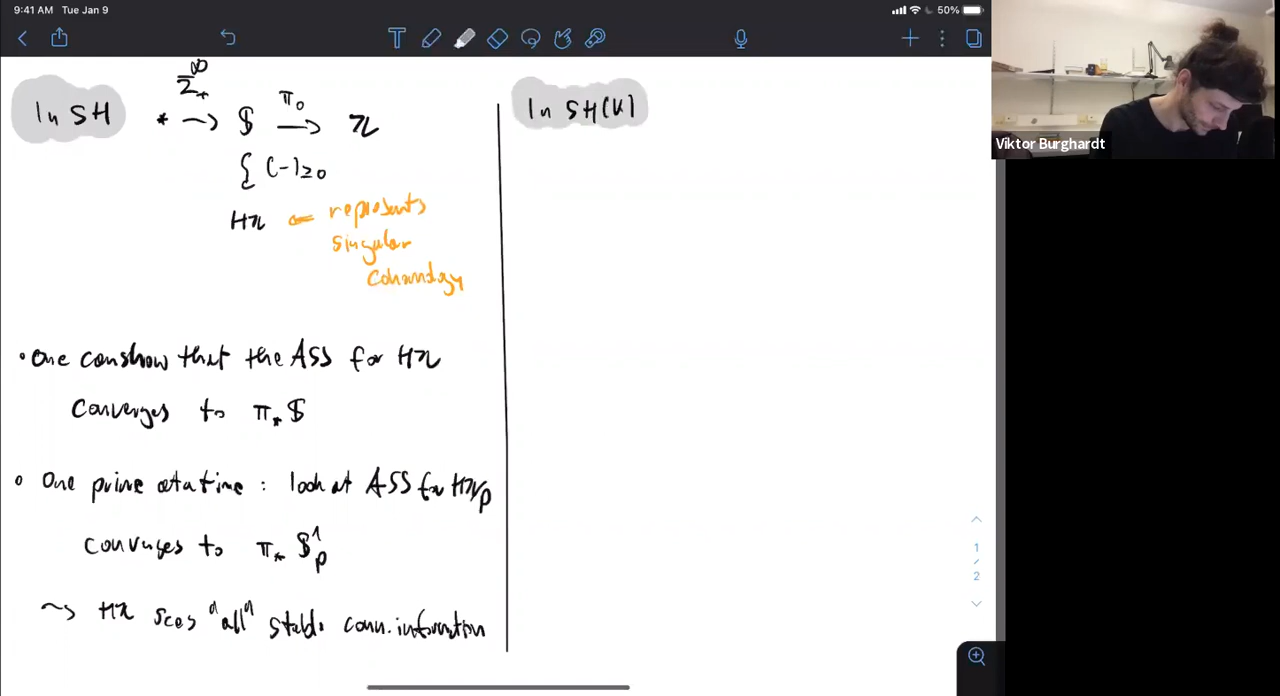 9:41 AM Tue Jan 9
50%
Viktor Burghardt
In SH
Σ₊^∞ π₀
* → $ → ℤ
{ (-)≥0
Hℤ ← represents
singular
cohomology
• One can show that the ASS for Hℤ
converges to π_* $
• One prime at a time : look at ASS for Hℤ/p
converges to π_* $^∧_p
~> Hℤ sees "all" stable conn. information
In SH(k)
1
/
2